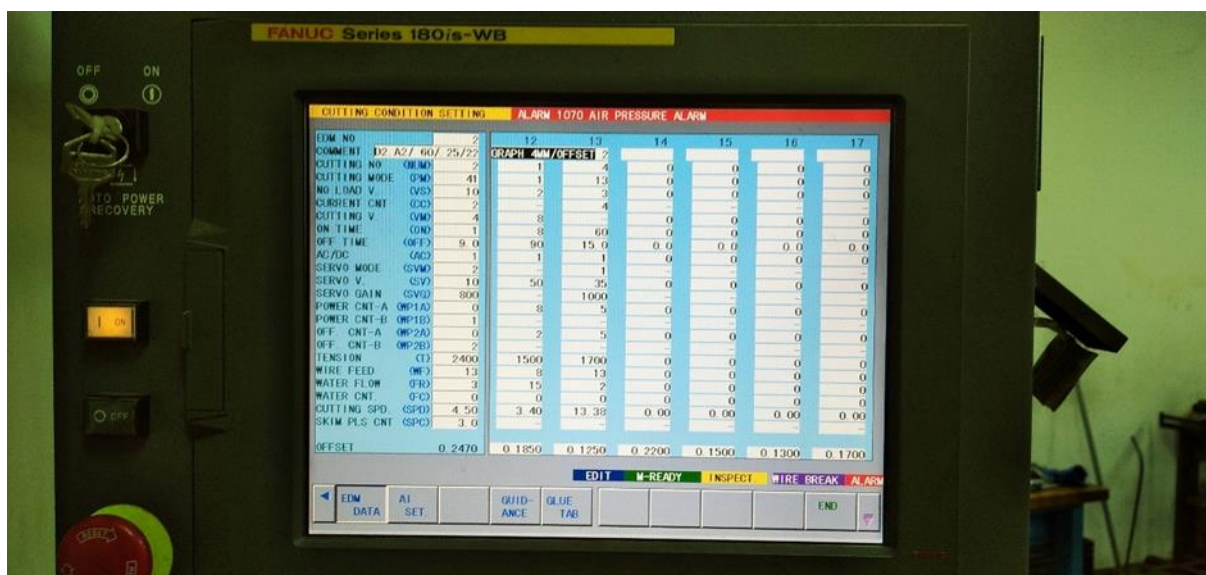 FANUC Series 180is-WB
OFF ON
AUTO POWER RECOVERY
ON
OFF
RESET
CUTTING CONDITION SETTING ALARM 1070 AIR PRESSURE ALARM
EDM NO 2 12 13 14 15 16 17
COMMENT D2 A2/ 60/ 25/22 GRAPH 4MM/OFFSET 2
CUTTING NO (NUM) 2 1 4 0 0 0 0
CUTTING MODE (PM) 41 1 13 0 0 0 0
NO LOAD V. (VS) 10 2 3 0 0 0 0
CURRENT CNT (CC) 2 - 4 - - - -
CUTTING V. (VM) 4 8 - 0 0 0 0
ON TIME (ON) 1 8 60 0 0 0 0
OFF TIME (OFF) 9.0 90 15.0 0.0 0.0 0.0 0.0
AC/DC (AC) 1 1 1 0 0 0 0
SERVO MODE (SVM) 2 - 1 - - - -
SERVO V. (SV) 10 50 35 0 0 0 0
SERVO GAIN (SVG) 800 - 1000 - - - -
POWER CNT-A (WP1A) 0 8 5 0 0 0 0
POWER CNT-B (WP1B) 1 - - - - - -
OFF. CNT-A (WP2A) 0 2 5 0 0 0 0
OFF. CNT-B (WP2B) 2 - - - - - -
TENSION (T) 2400 1500 1700 0 0 0 0
WIRE FEED (WF) 13 8 13 0 0 0 0
WATER FLOW (FR) 3 15 2 0 0 0 0
WATER CNT. (FC) 0 0 0 0 0 0 0
CUTTING SPD. (SPD) 4.50 3.40 13.38 0.00 0.00 0.00 0.00
SKIM PLS CNT (SPC) 3.0 - - - - - -
OFFSET 0.2470 0.1850 0.1250 0.2200 0.1500 0.1300 0.1700
EDIT M-READY INSPECT WIRE BREAK ALARM
EDM DATA AI SET. GUID-ANCE GLUE TAB END